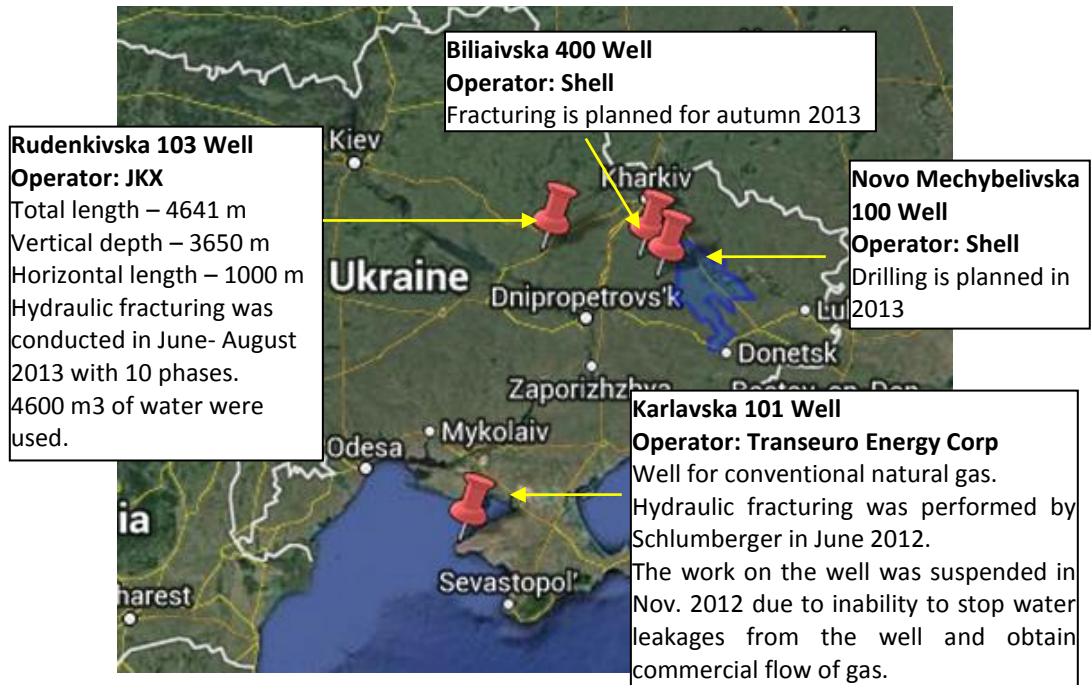 Biliaivska 400 Well
Operator: Shell
Fracturing is planned for autumn 2013
Rudenkivska 103 Well
Operator: JKX
Total length – 4641 m
Vertical depth – 3650 m
Horizontal length – 1000 m
Hydraulic fracturing was
conducted in June- August
2013 with 10 phases.
4600 m3 of water were
used.
Novo Mechybelivska
100 Well
Operator: Shell
Drilling is planned in
2013
Karlavska 101 Well
Operator: Transeuro Energy Corp
Well for conventional natural gas.
Hydraulic fracturing was performed by
Schlumberger in June 2012.
The work on the well was suspended in
Nov. 2012 due to inability to stop water
leakages from the well and obtain
commercial flow of gas.
Kiev
Kharkiv
Ukraine
Dnipropetrovs'k
Lu
Donetsk
Zaporizhzhya
Mykolaiv
Odesa
ia
Sevastopol'
harest